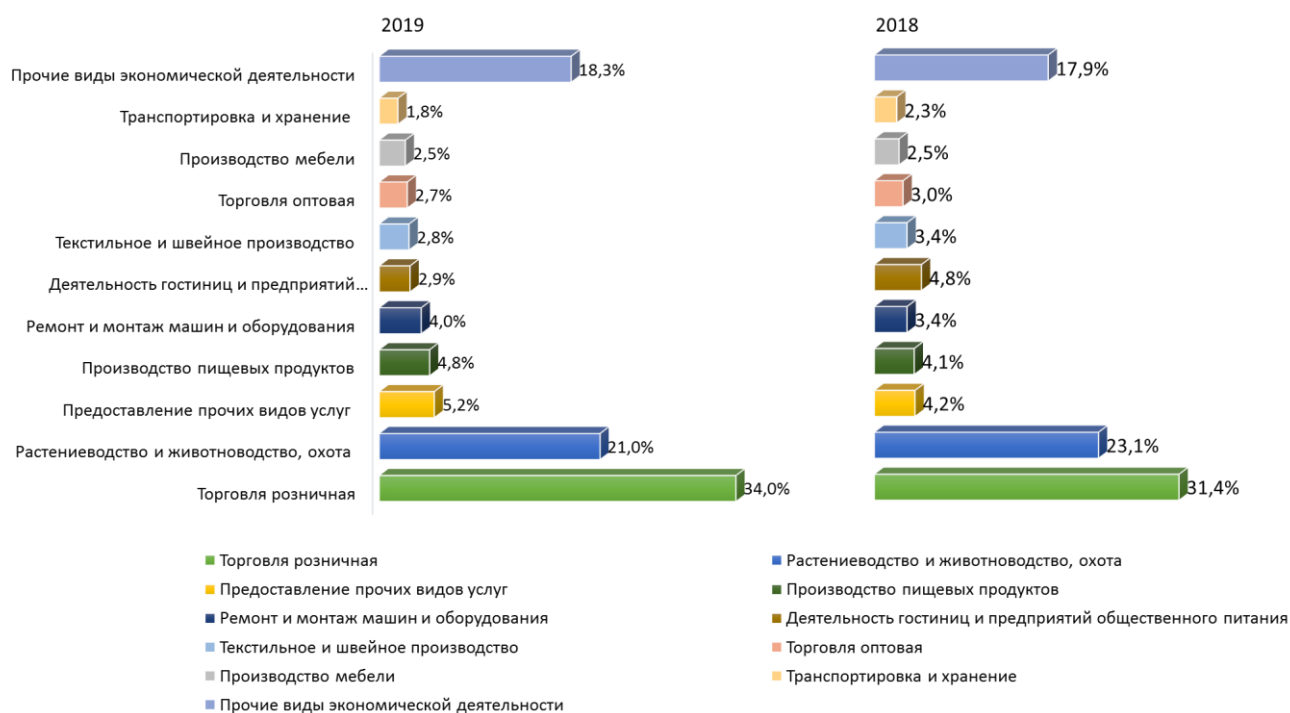 2019 2018
Прочие виды экономической деятельности 18,3% 17,9%
Транспортировка и хранение 1,8% 2,3%
Производство мебели 2,5% 2,5%
Торговля оптовая 2,7% 3,0%
Текстильное и швейное производство 2,8% 3,4%
Деятельность гостиниц и предприятий... 2,9% 4,8%
Ремонт и монтаж машин и оборудования 4,0% 3,4%
Производство пищевых продуктов 4,8% 4,1%
Предоставление прочих видов услуг 5,2% 4,2%
Растениеводство и животноводство, охота 21,0% 23,1%
Торговля розничная 34,0% 31,4%
Торговля розничная Растениеводство и животноводство, охота
Предоставление прочих видов услуг Производство пищевых продуктов
Ремонт и монтаж машин и оборудования Деятельность гостиниц и предприятий общественного питания
Текстильное и швейное производство Торговля оптовая
Производство мебели Транспортировка и хранение
Прочие виды экономической деятельности